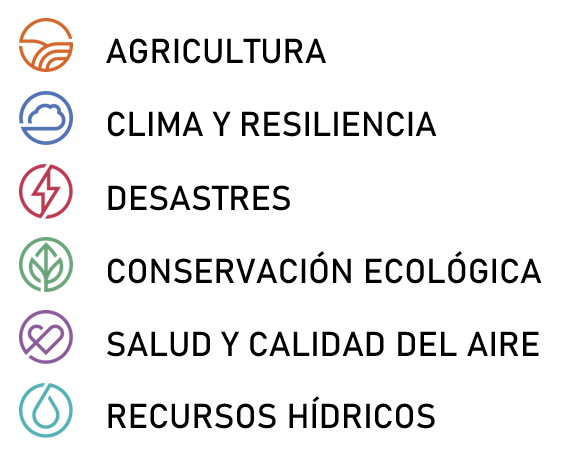 AGRICULTURA
CLIMA Y RESILIENCIA
DESASTRES
CONSERVACIÓN ECOLÓGICA
SALUD Y CALIDAD DEL AIRE
RECURSOS HÍDRICOS